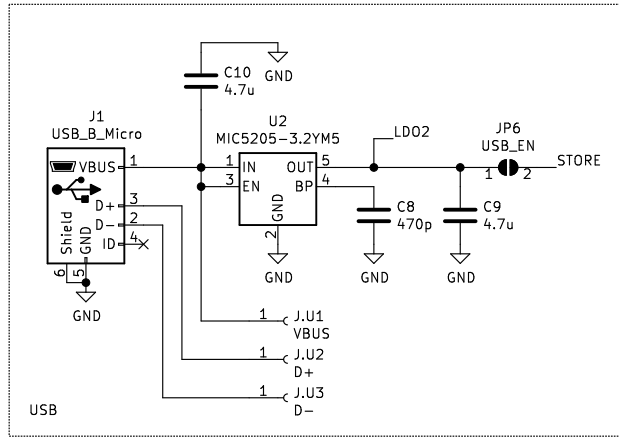 C10
4.7u
GND
J1
USB_B_Micro
U2
MIC5205-3.2YM5
LDO2
JP6
USB_EN
VBUS
1
1
IN
OUT
5
1
2
STORE
3
EN
BP
4
D+
3
D-
2
ID
4
Shield
GND
6
5
GND
GND
2
GND
C8
470p
GND
C9
4.7u
GND
1
J.U1
VBUS
1
J.U2
D+
1
J.U3
D-
USB